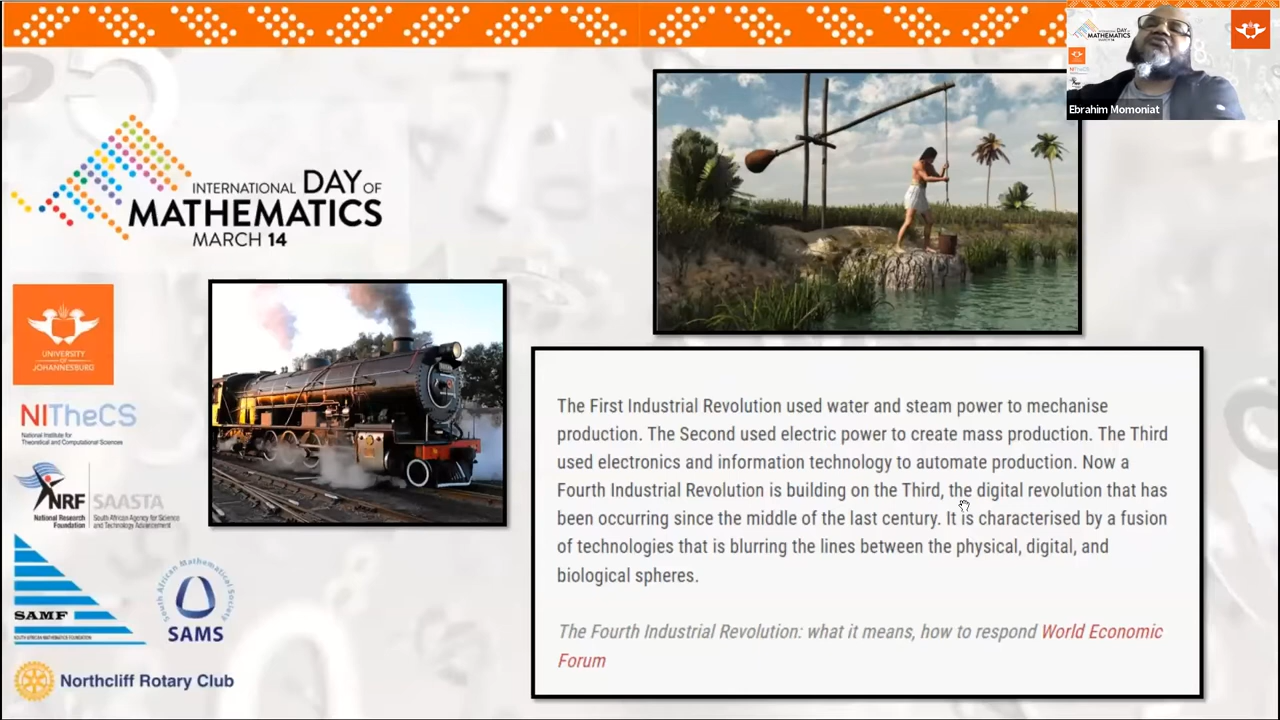 INTERNATIONAL DAY OF
MATHEMATICS
MARCH 14
UNIVERSITY
OF
JOHANNESBURG
NITheCS
National Institute for
Theoretical and Computational Sciences
NRF
National Research
Foundation
SAASTA
South African Agency for Science
and Technology Advancement
SAMF
SOUTH AFRICAN MATHEMATICS FOUNDATION
South African Mathematical Society
SAMS
Northcliff Rotary Club
The First Industrial Revolution used water and steam power to mechanise
production. The Second used electric power to create mass production. The Third
used electronics and information technology to automate production. Now a
Fourth Industrial Revolution is building on the Third, the digital revolution that has
been occurring since the middle of the last century. It is characterised by a fusion
of technologies that is blurring the lines between the physical, digital, and
biological spheres.
The Fourth Industrial Revolution: what it means, how to respond World Economic
Forum
DAY OF
MATHEMATICS
NITheCS
Ebrahim Momoniat